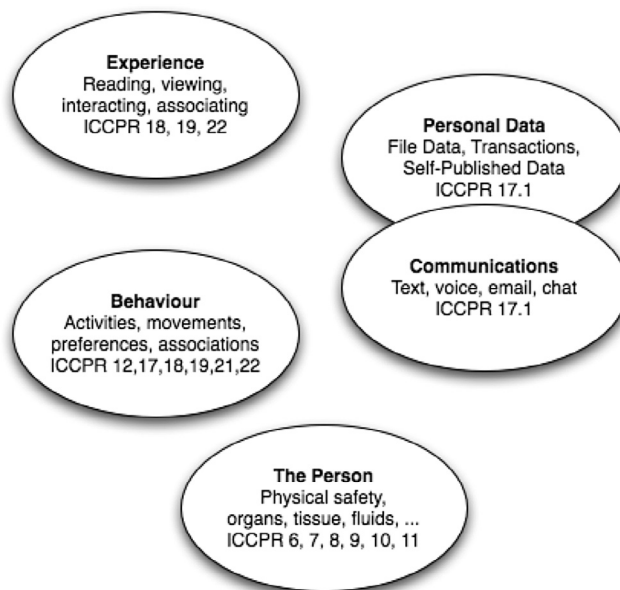 Experience
Reading, viewing,
interacting, associating
ICCPR 18, 19, 22
Personal Data
File Data, Transactions,
Self-Published Data
ICCPR 17.1
Communications
Text, voice, email, chat
ICCPR 17.1
Behaviour
Activities, movements,
preferences, associations
ICCPR 12,17,18,19,21,22
The Person
Physical safety,
organs, tissue, fluids, ...
ICCPR 6, 7, 8, 9, 10, 11